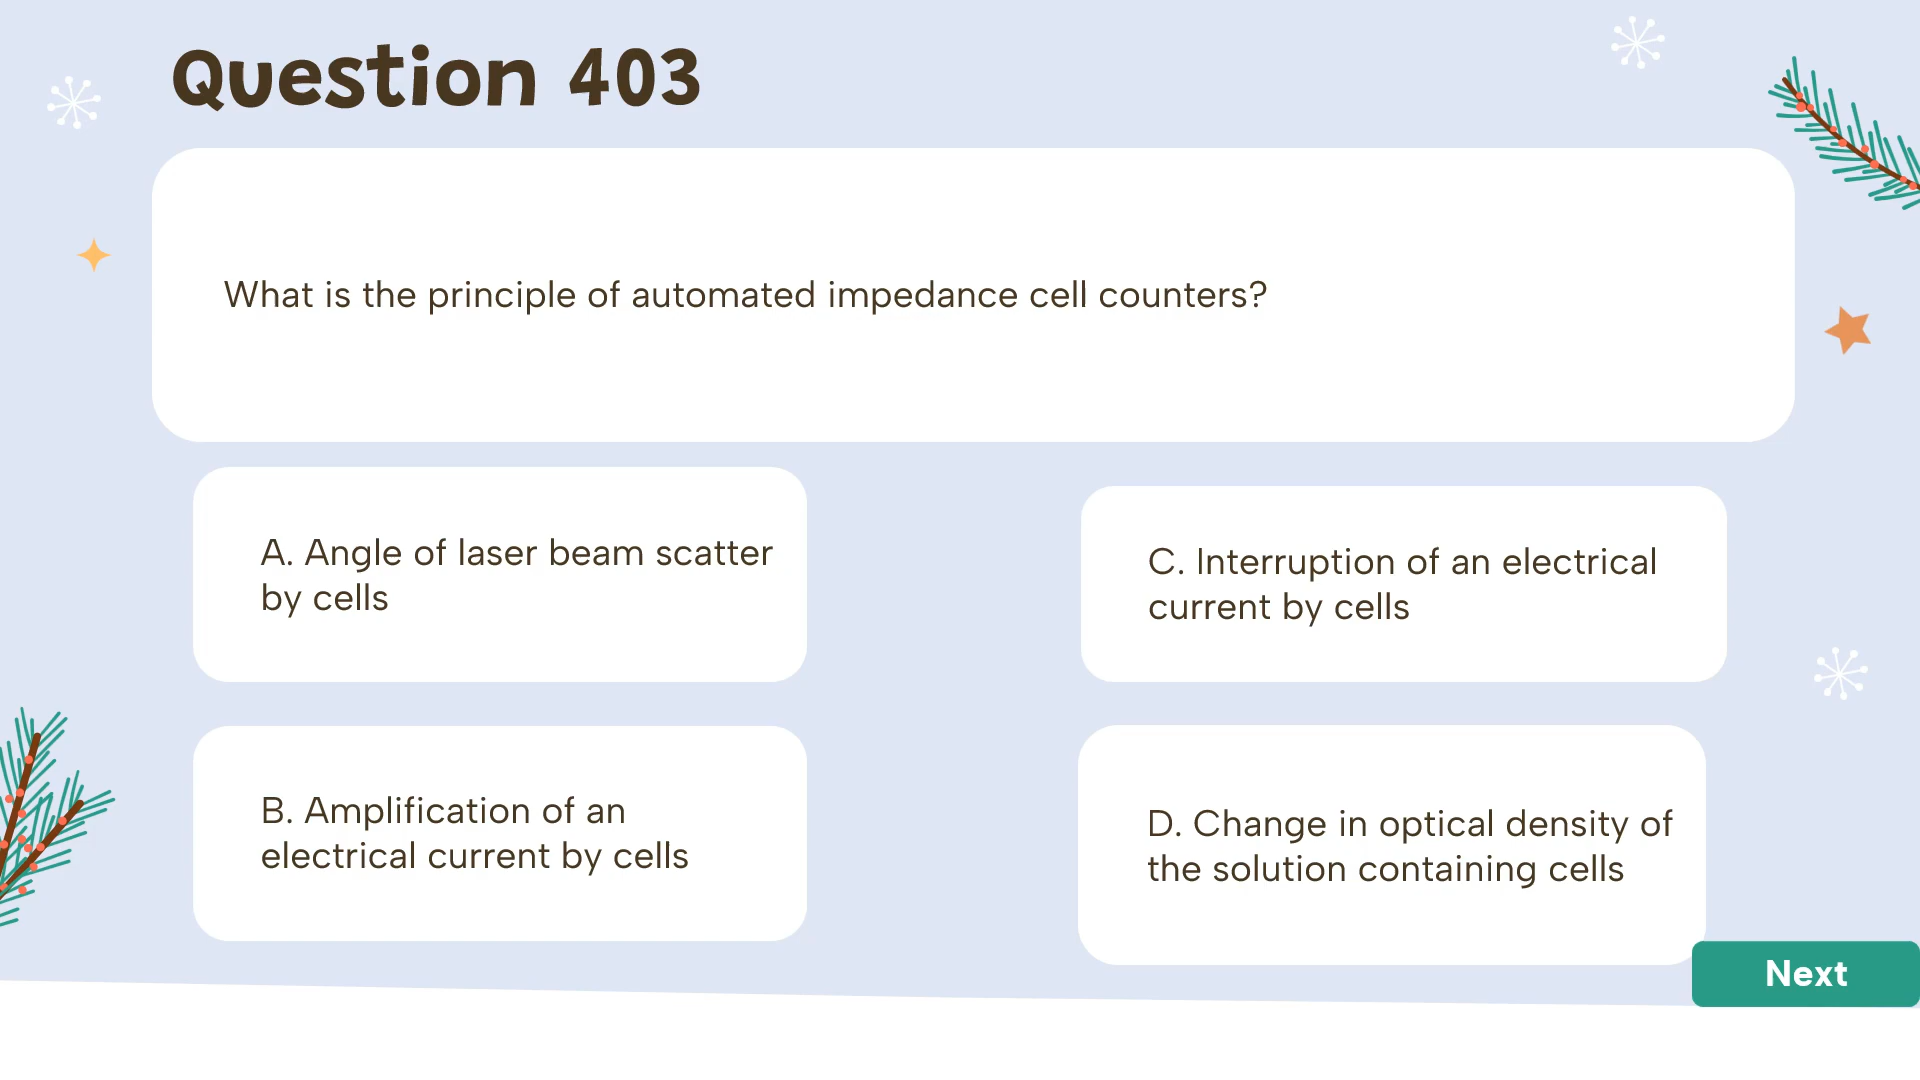 Question 403
What is the principle of automated impedance cell counters?
A. Angle of laser beam scatter
by cells
B. Amplification of an
electrical current by cells
C. Interruption of an electrical
current by cells
D. Change in optical density of
the solution containing cells
Next